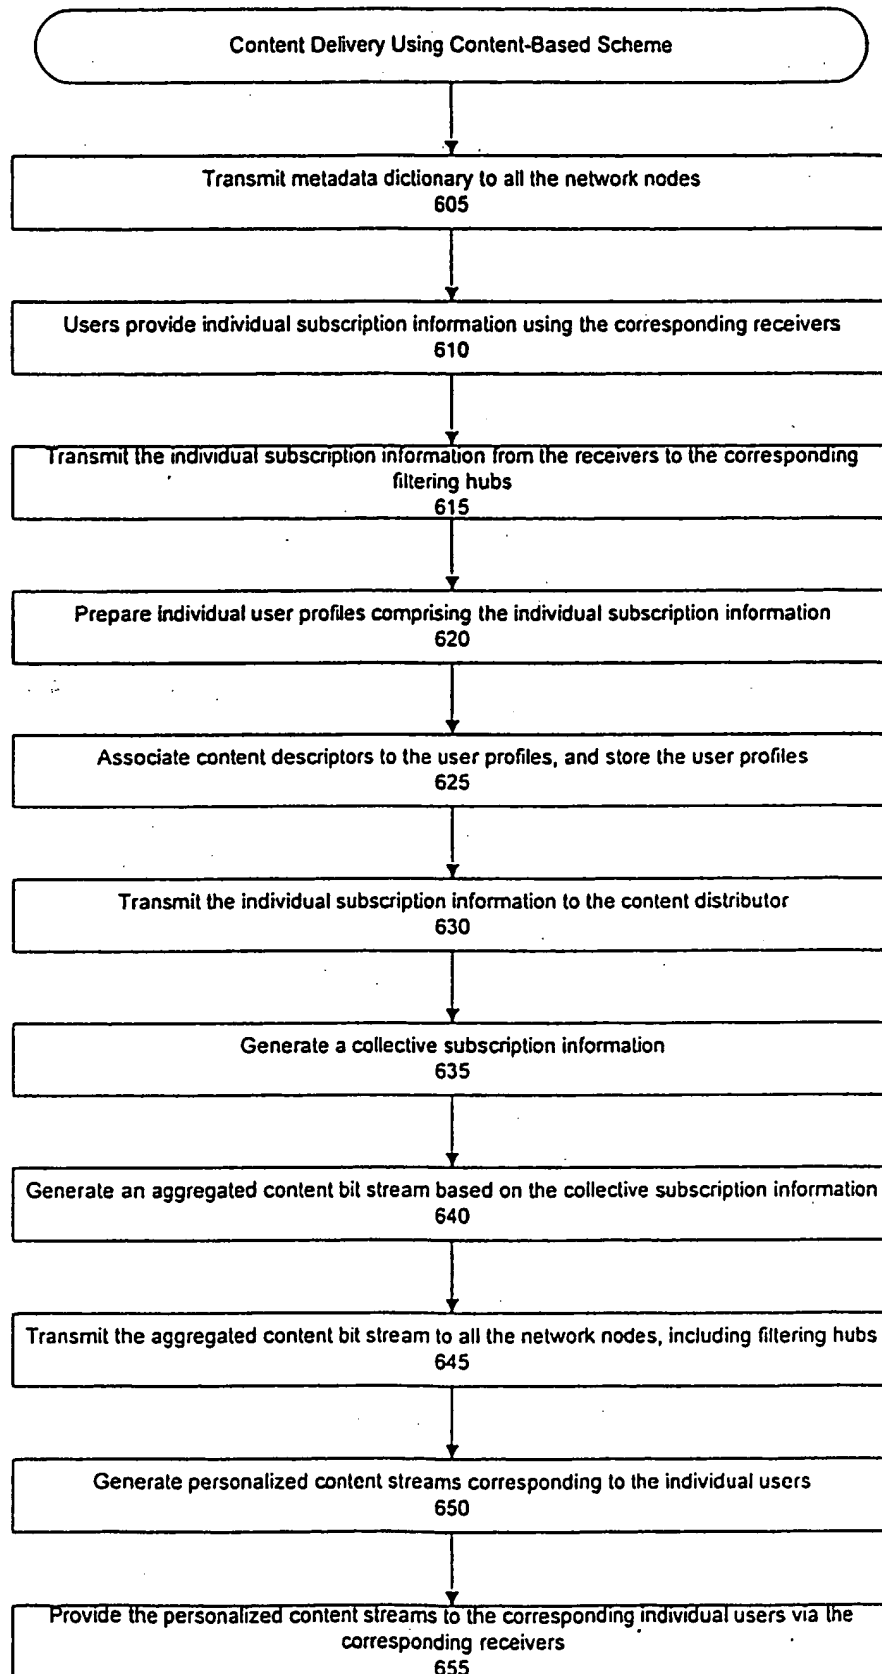 Content Delivery Using Content-Based Scheme
Transmit metadata dictionary to all the network nodes
605
Users provide individual subscription information using the corresponding receivers
610
Transmit the individual subscription information from the receivers to the corresponding
filtering hubs
615
Prepare individual user profiles comprising the individual subscription information
620
Associate content descriptors to the user profiles, and store the user profiles
625
Transmit the individual subscription information to the content distributor
630
Generate a collective subscription information
635
Generate an aggregated content bit stream based on the collective subscription information
640
Transmit the aggregated content bit stream to all the network nodes, including filtering hubs
645
Generate personalized content streams corresponding to the individual users
650
Provide the personalized content streams to the corresponding individual users via the
corresponding receivers
655